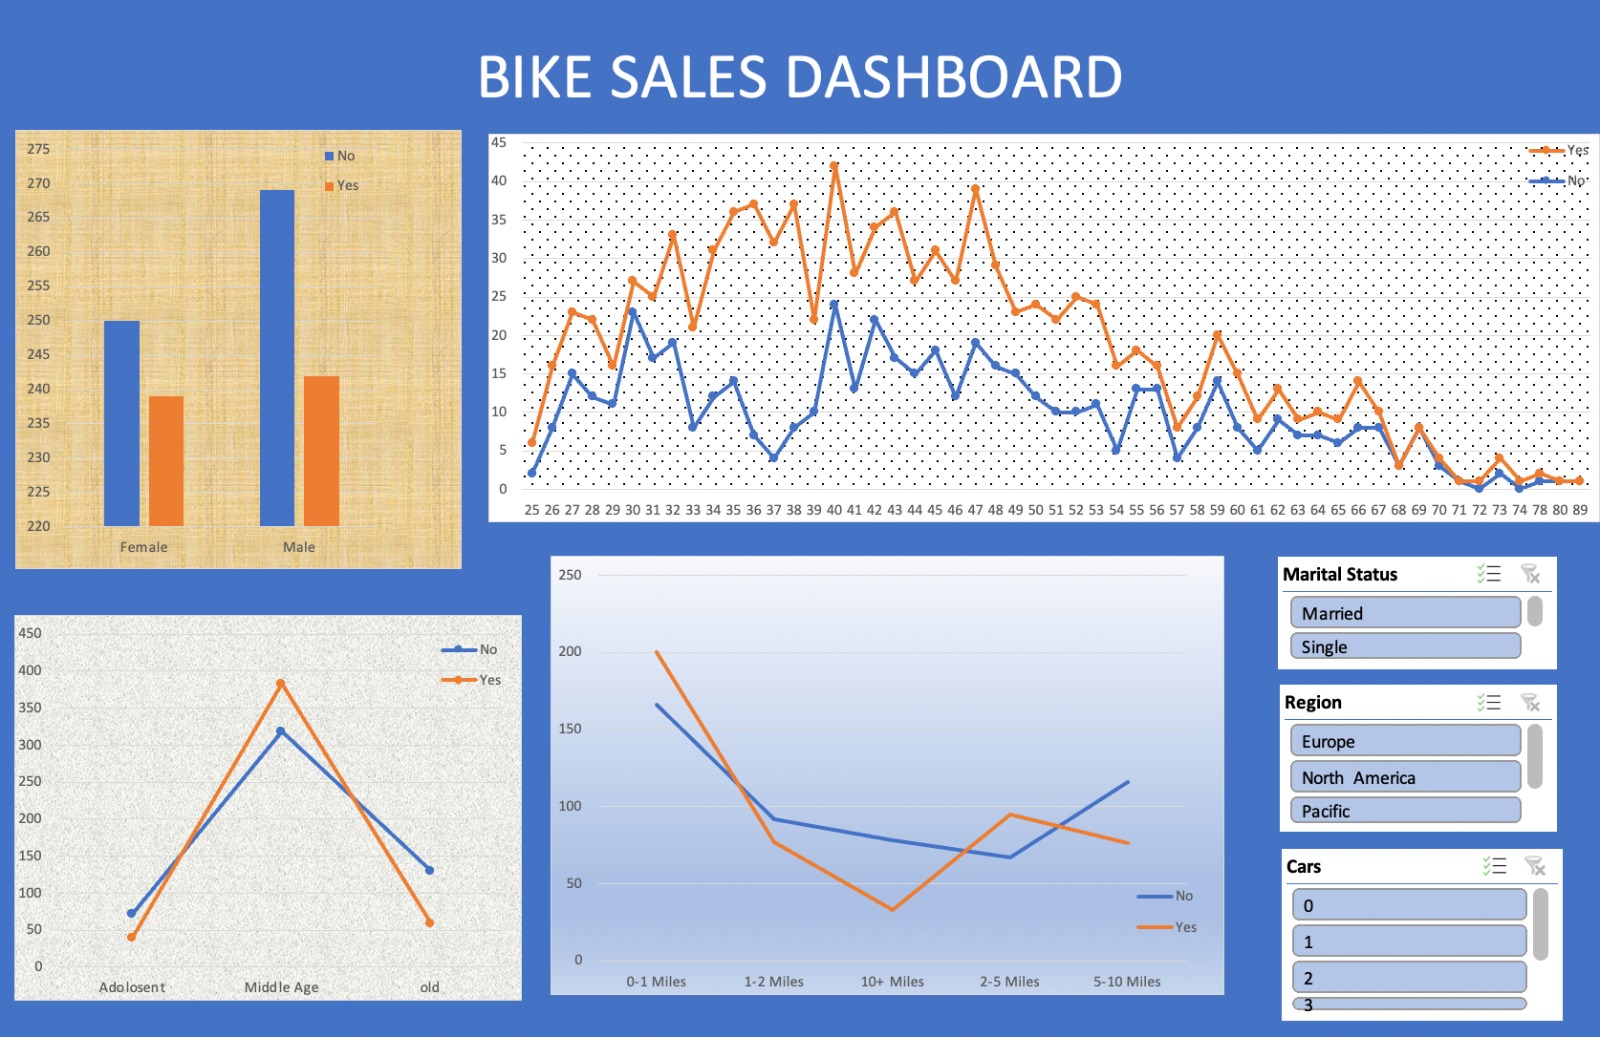 BIKE SALES DASHBOARD
275
270
265
260
255
250
245
240
235
230
225
220
No
Yes
Female Male
45
40
35
30
25
20
15
10
5
0
Yes
No
25 26 27 28 29 30 31 32 33 34 35 36 37 38 39 40 41 42 43 44 45 46 47 48 49 50 51 52 53 54 55 56 57 58 59 60 61 62 63 64 65 66 67 68 69 70 71 72 73 74 78 80 89
450
400
350
300
250
200
150
100
50
0
No
Yes
Adolosent Middle Age old
250
200
150
100
50
0
No
Yes
0-1 Miles 1-2 Miles 10+ Miles 2-5 Miles 5-10 Miles
Marital Status
Married
Single
Region
Europe
North America
Pacific
Cars
0
1
2
3